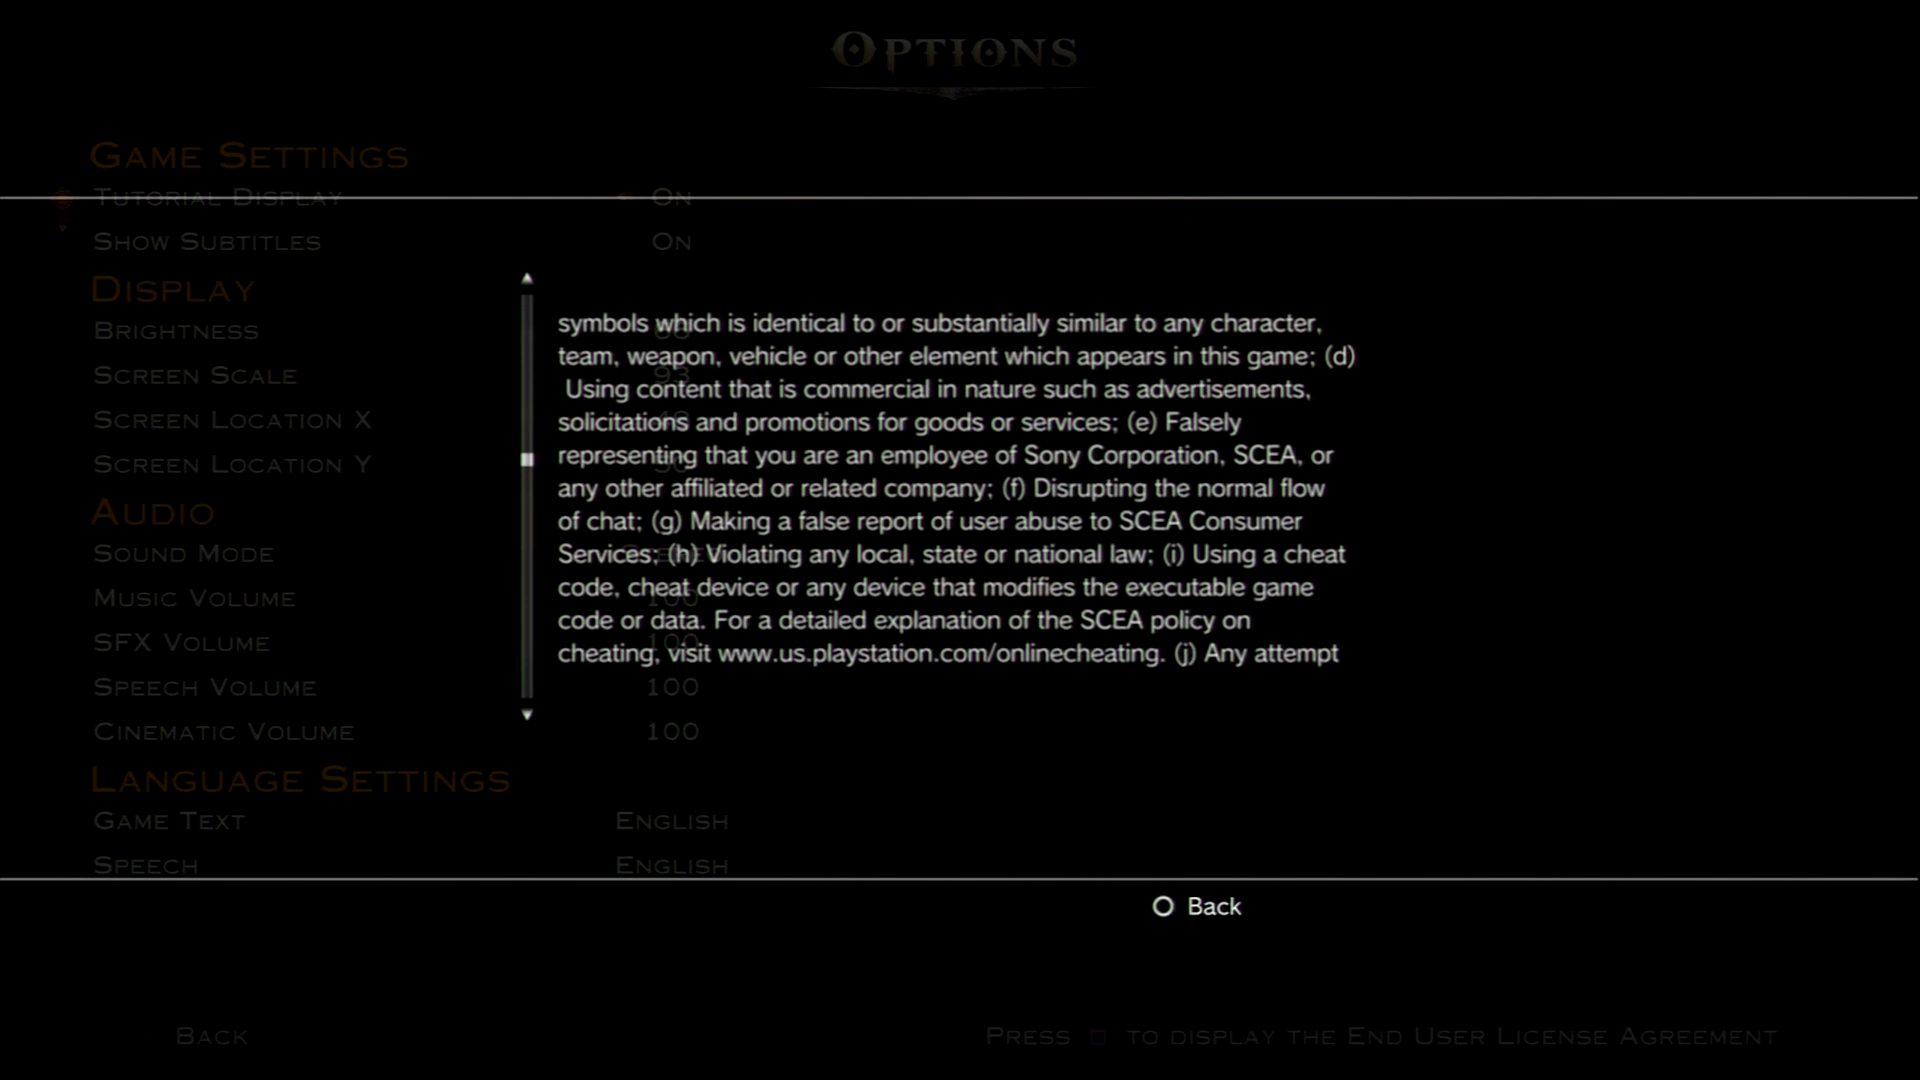 Options
Game Settings
Tutorial Display On
Show Subtitles On
Display
Brightness
Screen Scale 93
Screen Location X
Screen Location Y
Audio
Sound Mode
Music Volume 100
SFX Volume 100
Speech Volume 100
Cinematic Volume 100
Language Settings
Game Text English
Speech English
symbols which is identical to or substantially similar to any character,
team, weapon, vehicle or other element which appears in this game; (d)
Using content that is commercial in nature such as advertisements,
solicitations and promotions for goods or services; (e) Falsely
representing that you are an employee of Sony Corporation, SCEA, or
any other affiliated or related company; (f) Disrupting the normal flow
of chat; (g) Making a false report of user abuse to SCEA Consumer
Services; (h) Violating any local, state or national law; (i) Using a cheat
code, cheat device or any device that modifies the executable game
code or data. For a detailed explanation of the SCEA policy on
cheating, visit www.us.playstation.com/onlinecheating. (j) Any attempt
Back
Back
Press to display the End User License Agreement